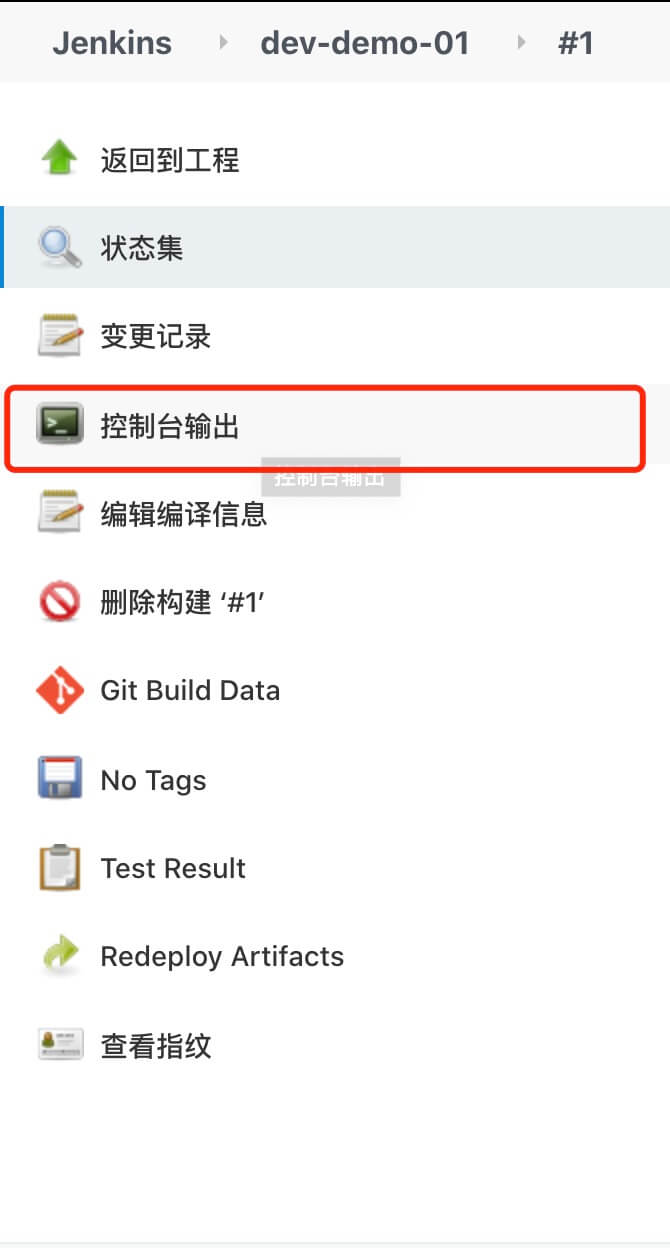 Jenkins dev-demo-01 #1
返回到工程
状态集
变更记录
控制台输出
控制台输出
编辑编译信息
删除构建 ‘#1’
Git Build Data
No Tags
Test Result
Redeploy Artifacts
查看指纹